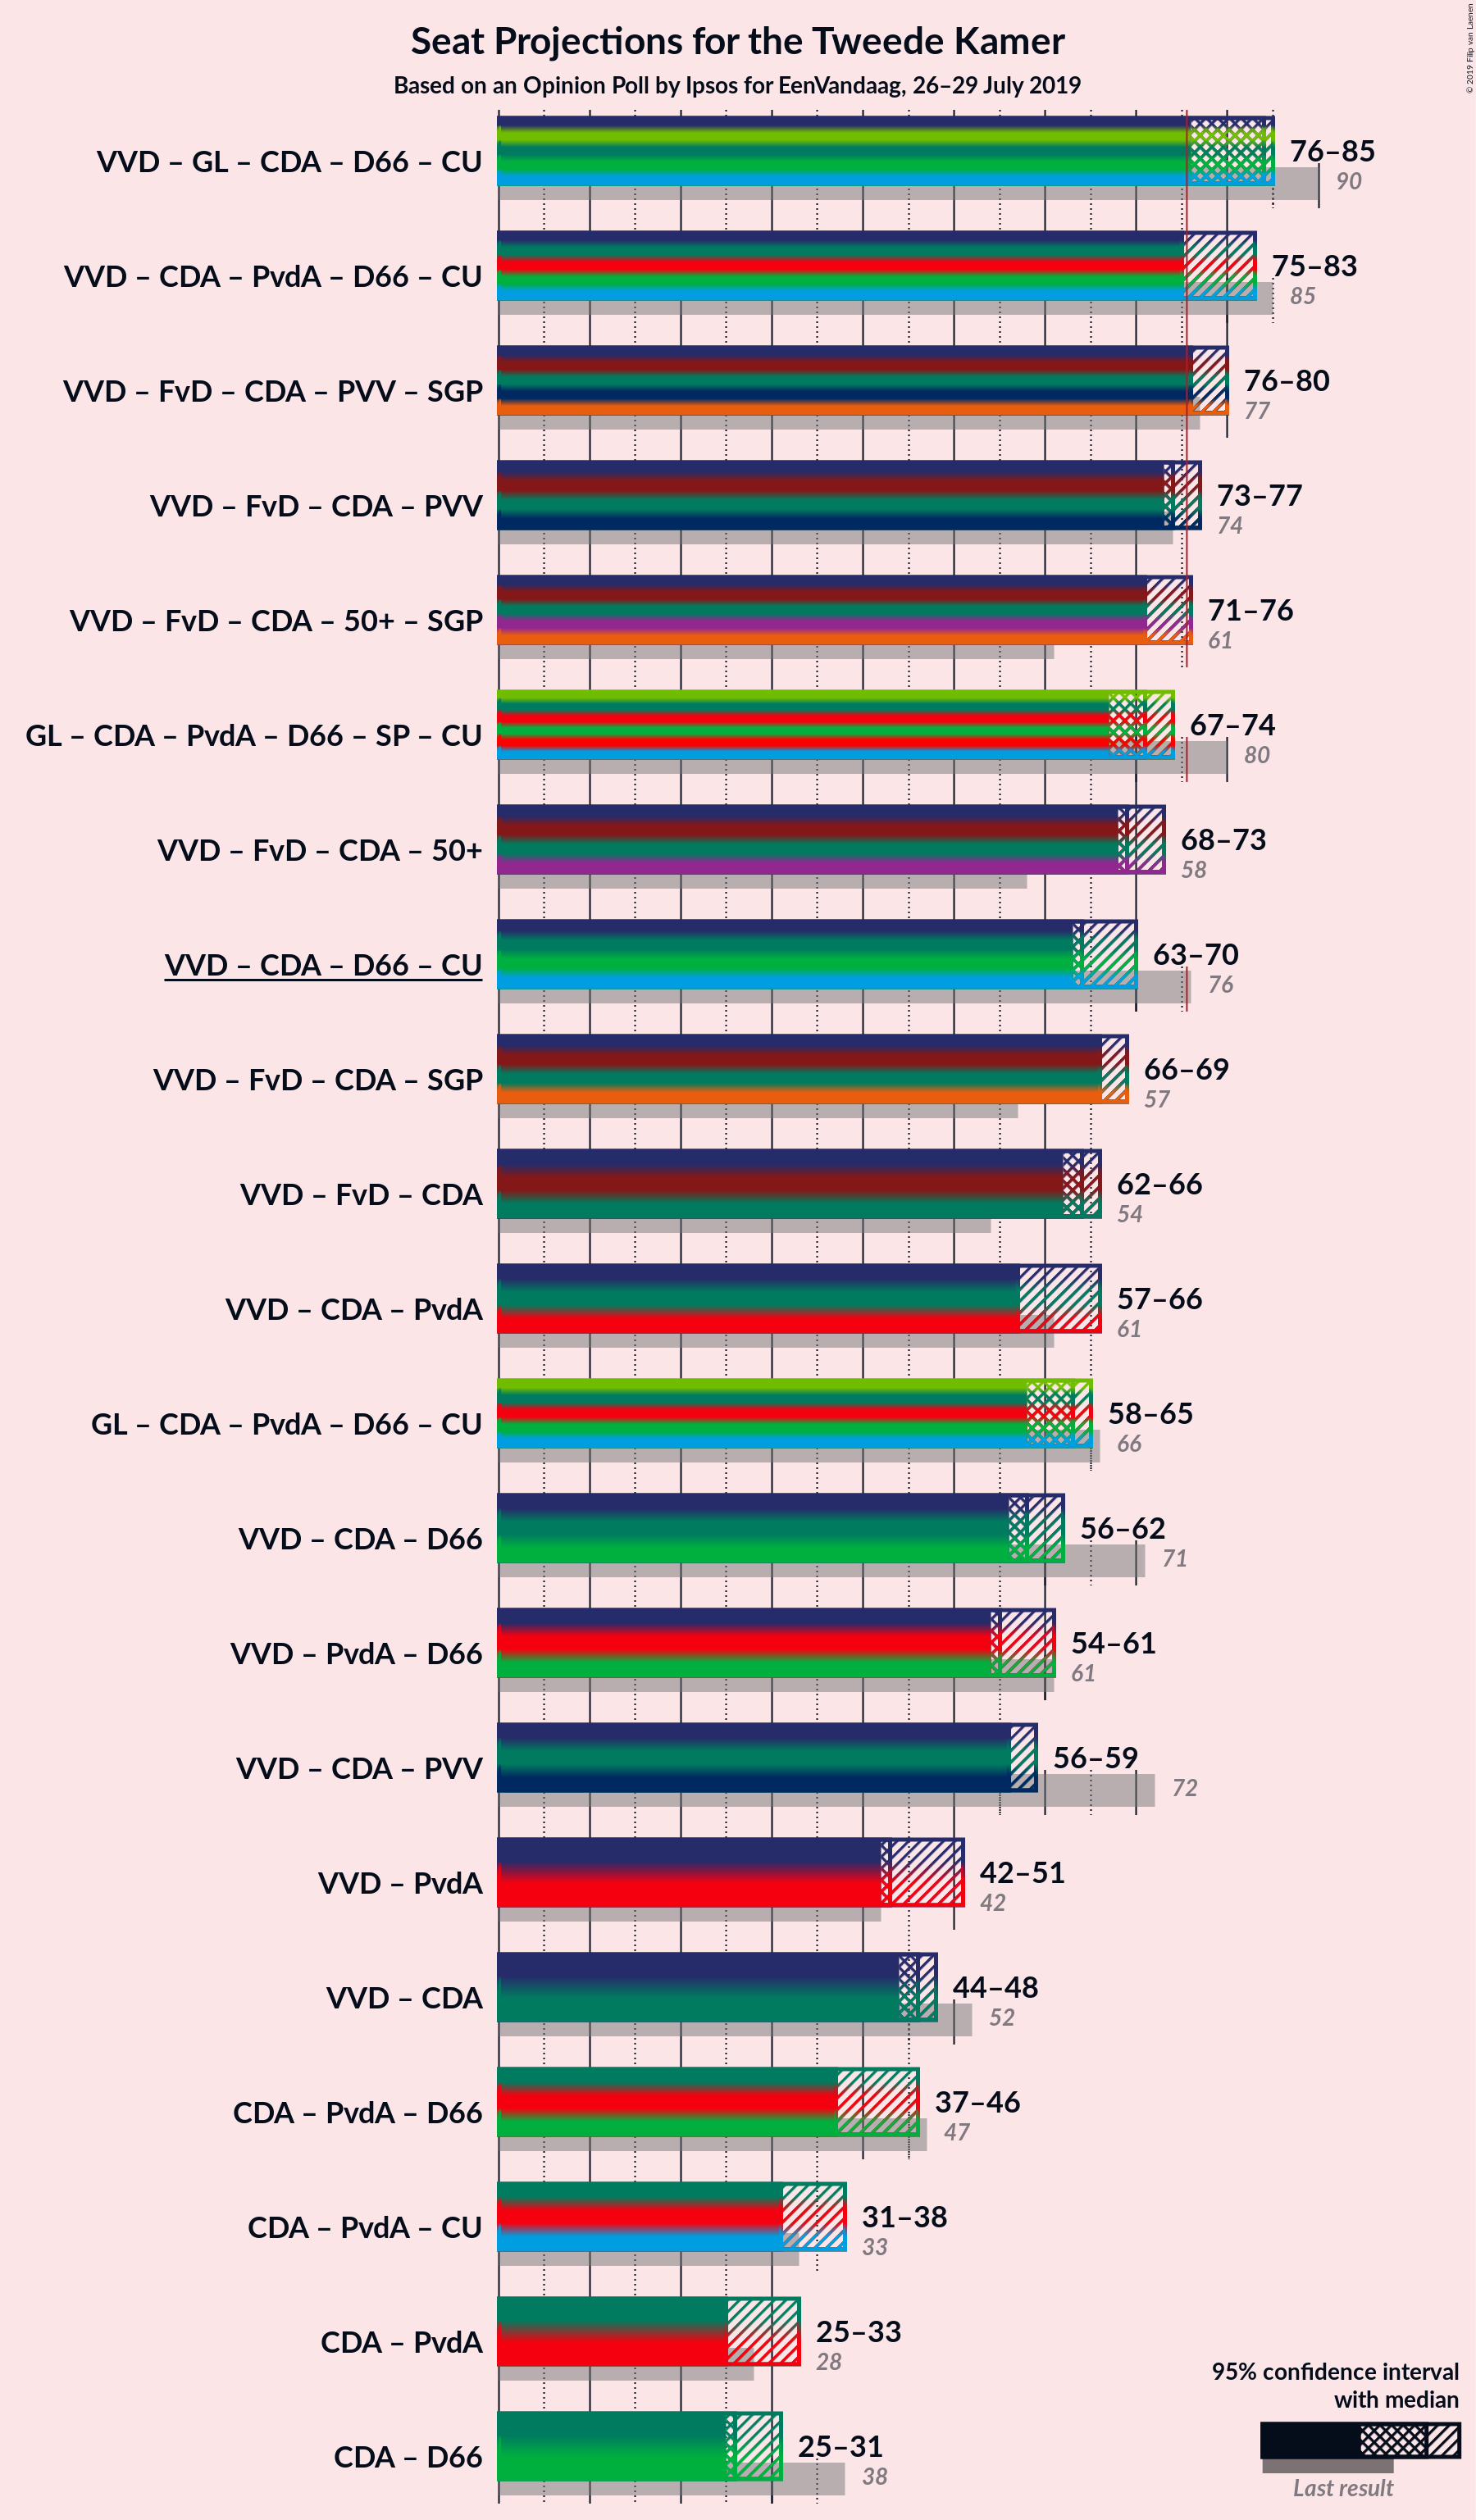 © 2019 Filip van Laenen
Seat Projections for the Tweede Kamer
Based on an Opinion Poll by Ipsos for EenVandaag, 26–29 July 2019
VVD – GL – CDA – D66 – CU
76–85
90
VVD – CDA – PvdA – D66 – CU
75–83
85
VVD – FvD – CDA – PVV – SGP
76–80
77
VVD – FvD – CDA – PVV
73–77
74
VVD – FvD – CDA – 50+ – SGP
71–76
61
GL – CDA – PvdA – D66 – SP – CU
67–74
80
VVD – FvD – CDA – 50+
68–73
58
VVD – CDA – D66 – CU
63–70
76
VVD – FvD – CDA – SGP
66–69
57
VVD – FvD – CDA
62–66
54
VVD – CDA – PvdA
57–66
61
GL – CDA – PvdA – D66 – CU
58–65
66
VVD – CDA – D66
56–62
71
VVD – PvdA – D66
54–61
61
VVD – CDA – PVV
56–59
72
VVD – PvdA
42–51
42
VVD – CDA
44–48
52
CDA – PvdA – D66
37–46
47
CDA – PvdA – CU
31–38
33
CDA – PvdA
25–33
28
CDA – D66
25–31
38
95% confidence interval
with median
Last result